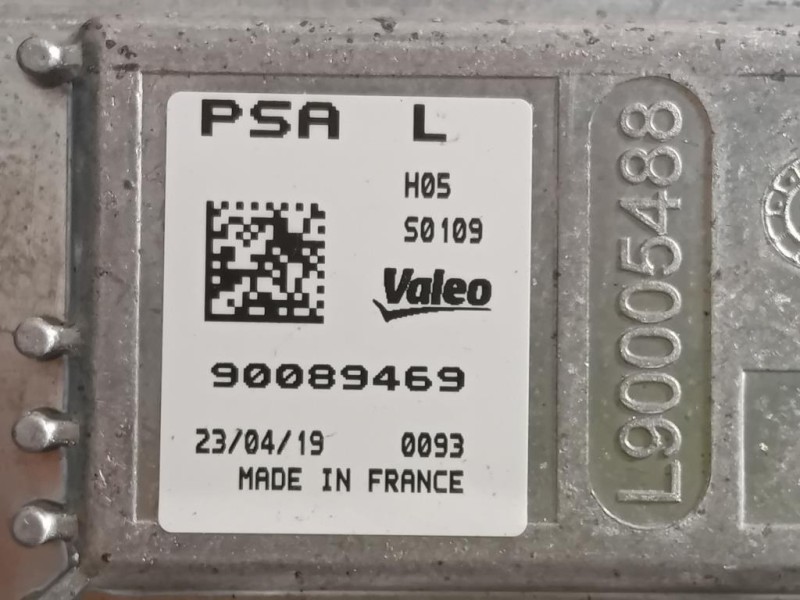 PSA L
H05
S0109
Valeo
90089469
23/04/19 0093
MADE IN FRANCE
L90005488